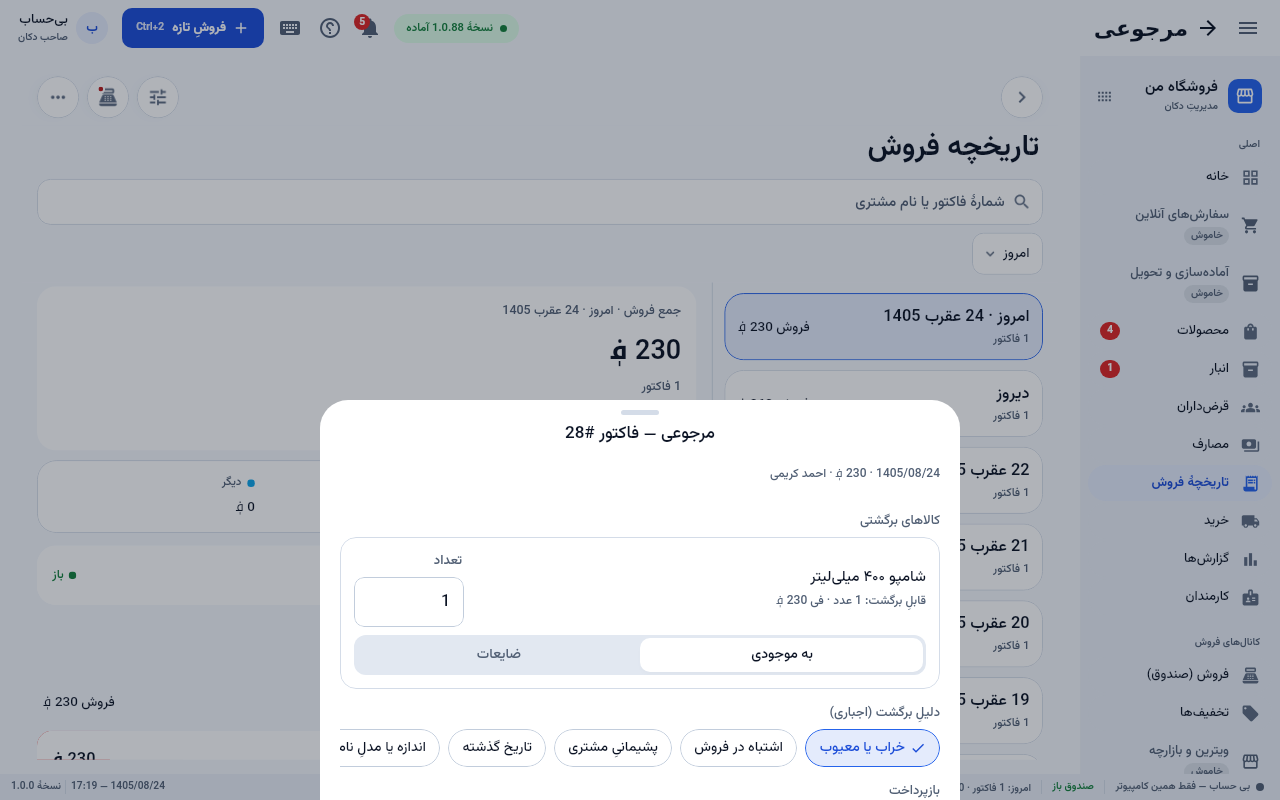 مرجوعی
نسخهٔ 1.0.88 آماده
5
فروشِ تازه Ctrl+2
ب
بی‌حساب
صاحب دکان
فروشگاه من
مدیریت دکان
اصلی
خانه
سفارش‌های آنلاین
خاموش
آماده‌سازی و تحویل
خاموش
محصولات
4
انبار
1
قرض‌داران
مصارف
تاریخچهٔ فروش
خرید
گزارش‌ها
کارمندان
کانال‌های فروش
فروش (صندوق)
تخفیف‌ها
ویترین و بازارچه
خاموش
تاریخچه فروش
شمارهٔ فاکتور یا نام مشتری
امروز
امروز · 24 عقرب 1405
فروش 230 ؋
1 فاکتور
دیروز
1 فاکتور
22 عقرب
1 فاکتور
21 عقرب
1 فاکتور
20 عقرب
1 فاکتور
19 عقرب
1 فاکتور
جمع فروش · امروز · 24 عقرب 1405
230 ؋
1 فاکتور
دیگر
0 ؋
باز
فروش 230 ؋
230 ؋
مرجوعی — فاکتور #28
1405/08/24 · 230 ؋ · احمد کریمی
کالاهای برگشتی
شامپو ۴۰۰ میلی‌لیتر
قابلِ برگشت: 1 عدد · فی 230 ؋
تعداد
1
به موجودی
ضایعات
دلیلِ برگشت (اجباری)
خراب یا معیوب
اشتباه در فروش
پشیمانیِ مشتری
تاریخ گذشته
اندازه یا مدلِ
بازپرداخت
بی حساب — فقط همین کامپیوتر
صندوق باز
امروز: 1 فاکتور
1405/08/24 — 17:19
نسخهٔ 1.0.0